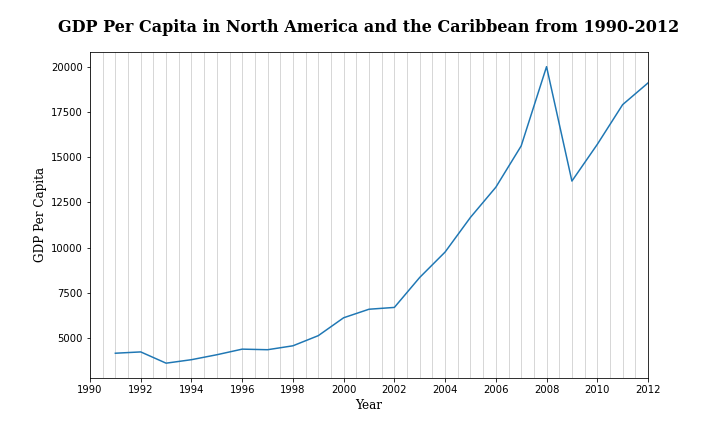 GDP Per Capita in North America and the Caribbean from 1990-2012
20000
17500
15000
12500
10000
7500
5000
GDP Per Capita
1990 1992 1994 1996 1998 2000 2002 2004 2006 2008 2010 2012
Year